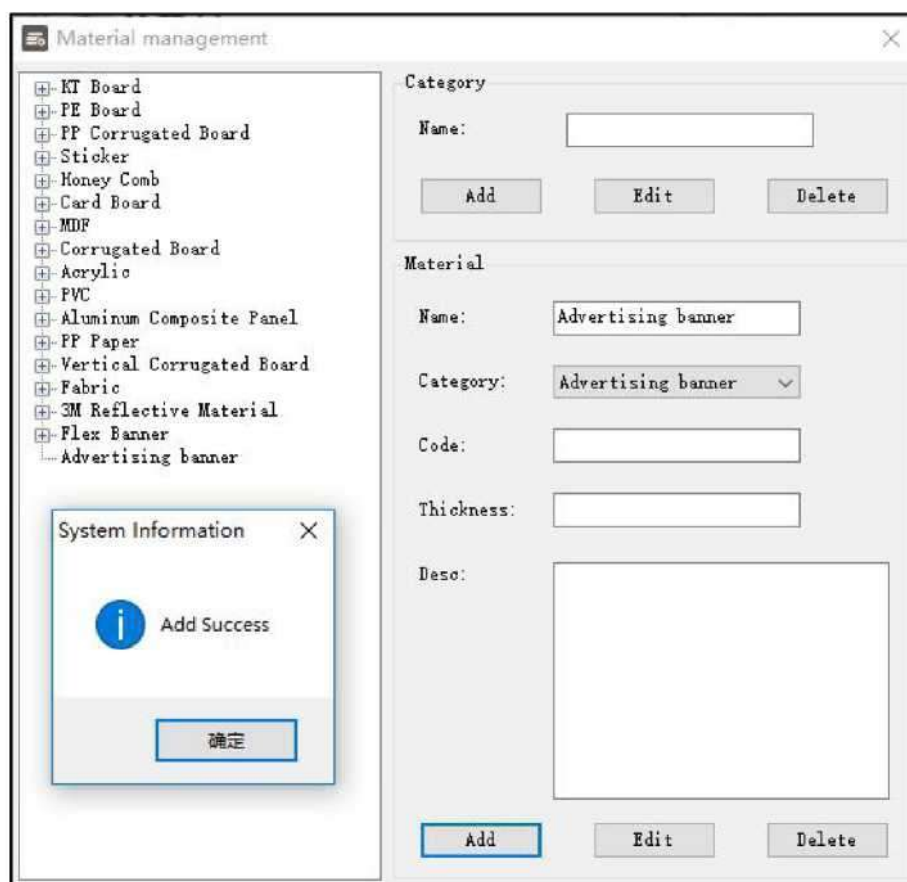 Material management
KT Board
PE Board
PP Corrugated Board
Sticker
Honey Comb
Card Board
MDF
Corrugated Board
Acrylic
PVC
Aluminum Composite Panel
PP Paper
Vertical Corrugated Board
Fabric
3M Reflective Material
Flex Banner
Advertising banner
System Information
Add Success
确定
Category
Name:
Add Edit Delete
Material
Name: Advertising banner
Category: Advertising banner
Code:
Thickness:
Desc:
Add Edit Delete